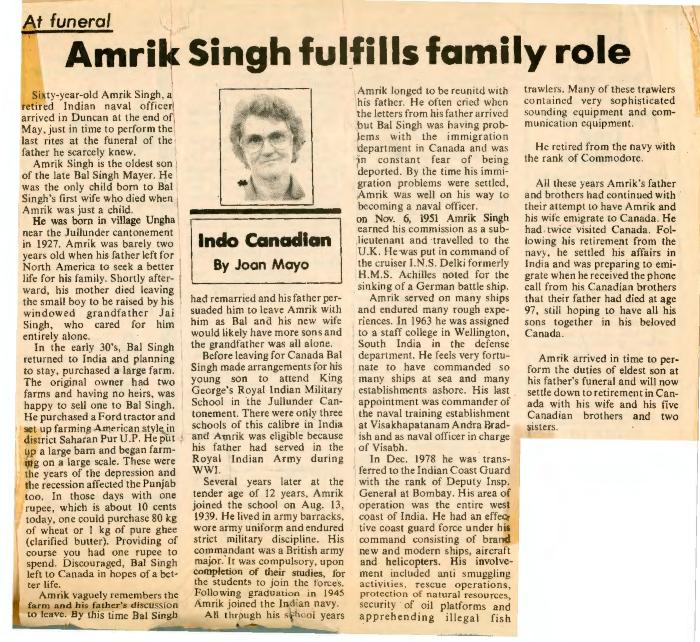 At funeral
Amrik Singh fulfills family role
Sixty-year-old Amrik Singh, a
retired Indian naval officer
arrived in Duncan at the end of
May, just in time to perform the
last rites at the funeral of the
father he scarcely knew.
Amrik Singh is the oldest son
of the late Bal Singh Mayer. He
was the only child born to Bal
Singh's first wife who died when
Amrik was just a child.
He was born in village Ungha
near the Jullunder cantonement
in 1927. Amrik was barely two
years old when his father left for
North America to seek a better
life for his family. Shortly after-
ward, his mother died leaving
the small boy to be raised by his
windowed grandfather Jai
Singh, who cared for him
entirely alone.
In the early 30's, Bal Singh
returned to India and planning
to stay, purchased a large farm.
The original owner had two
farms and having no heirs, was
happy to sell one to Bal Singh.
He purchased a Ford tractor and
set up farming American style in
district Saharan Pur U.P. He put
up a large barn and began farm-
ing on a large scale. These were
the years of the depression and
the recession affected the Punjab
too. In those days with one
rupee, which is about 10 cents
today, one could purchase 80 kg
of wheat or 1 kg of pure ghee
(clarified butter). Providing of
course you had one rupee to
spend. Discouraged, Bal Singh
left to Canada in hopes of a bet-
ter life.
Amrik vaguely remembers the
farm and his father's discussion
to leave. By this time Bal Singh
Indo Canadian
By Joan Mayo
had remarried and his father per-
suaded him to leave Amrik with
him as Bal and his new wife
would likely have more sons and
the grandfather was all alone.
Before leaving for Canada Bal
Singh made arrangements for his
young son to attend King
George's Royal Indian Military
School in the Jullunder Can-
tonement. There were only three
schools of this calibre in India
and Amrik was eligible because
his father had served in the
Royal Indian Army during
WW1.
Several years later at the
tender age of 12 years, Amrik
joined the school on Aug. 13,
1939. He lived in army barracks,
wore army uniform and endured
strict military discipline. His
commandant was a British army
major. It was compulsory, upon
completion of their studies, for
the students to join the forces.
Following graduation in 1945
Amrik joined the Indian navy.
All through his school years
Amrik longed to be reunitd with
his father. He often cried when
the letters from his father arrived
but Bal Singh was having prob-
lems with the immigration
department in Canada and was
in constant fear of being
deported. By the time his immi-
gration problems were settled,
Amrik was well on his way to
becoming a naval officer.
on Nov. 6, 1951 Amrik Singh
earned his commission as a sub-
lieutenant and travelled to the
U.K. He was put in command of
the cruiser I.N.S. Delki formerly
H.M.S. Achilles noted for the
sinking of a German battle ship.
Amrik served on many ships
and endured many rough expe-
riences. In 1963 he was assigned
to a staff college in Wellington,
South India in the defense
department. He feels very fortu-
nate to have commanded so
many ships at sea and many
establishments ashore. His last
appointment was commander of
the naval training establishment
at Visakhapatanam Andra Brad-
ish and as naval officer in charge
of Visabh.
In Dec. 1978 he was trans-
ferred to the Indian Coast Guard
with the rank of Deputy Insp.
General at Bombay. His area of
operation was the entire west
coast of India. He had an effec-
tive coast guard force under his
command consisting of brand
new and modern ships, aircraft
and helicopters. His involve-
ment included anti smuggling
activities, rescue operations,
protection of natural resources,
security of oil platforms and
apprehending illegal fish
trawlers. Many of these trawlers
contained very sophisticated
sounding equipment and com-
munication equipment.
He retired from the navy with
the rank of Commodore.
All these years Amrik's father
and brothers had continued with
their attempt to have Amrik and
his wife emigrate to Canada. He
had twice visited Canada. Fol-
lowing his retirement from the
navy, he settled his affairs in
India and was preparing to emi-
grate when he received the phone
call from his Canadian brothers
that their father had died at age
97, still hoping to have all his
sons together in his beloved
Canada.
Amrik arrived in time to per-
form the duties of eldest son at
his father's funeral and will now
settle down to retirement in Can-
ada with his wife and his five
Canadian brothers and two
sisters.